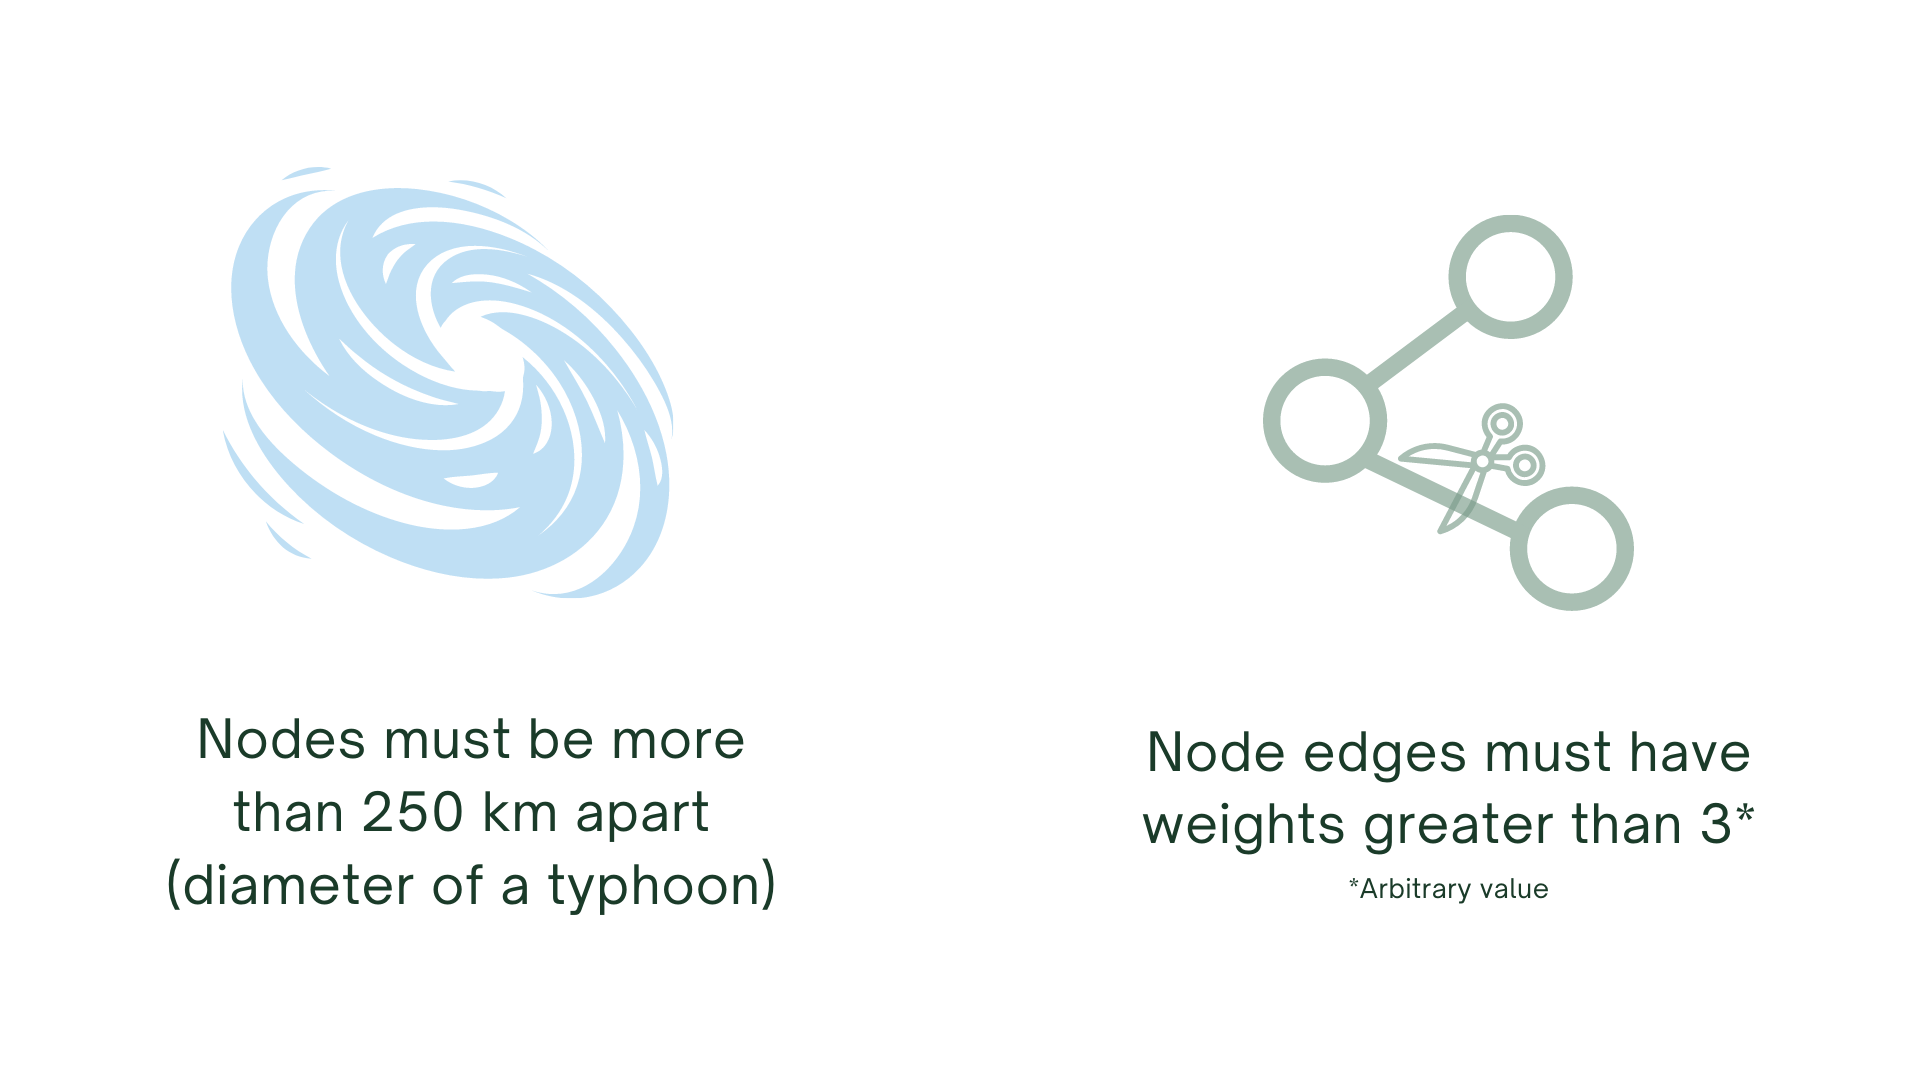 Nodes must be more
than 250 km apart
(diameter of a typhoon)
Node edges must have
weights greater than 3*
*Arbitrary value